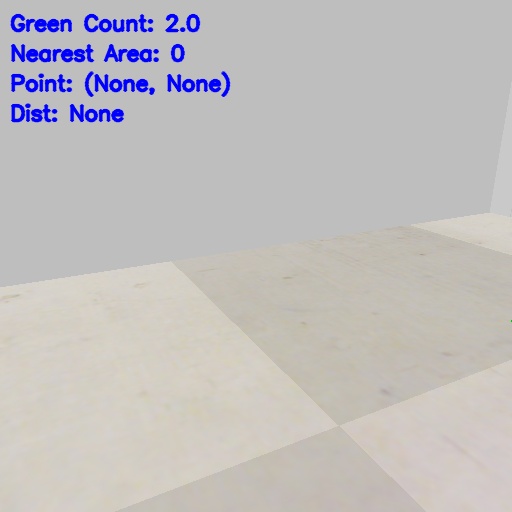 Green Count: 2.0
Nearest Area: 0
Point: (None, None)
Dist: None